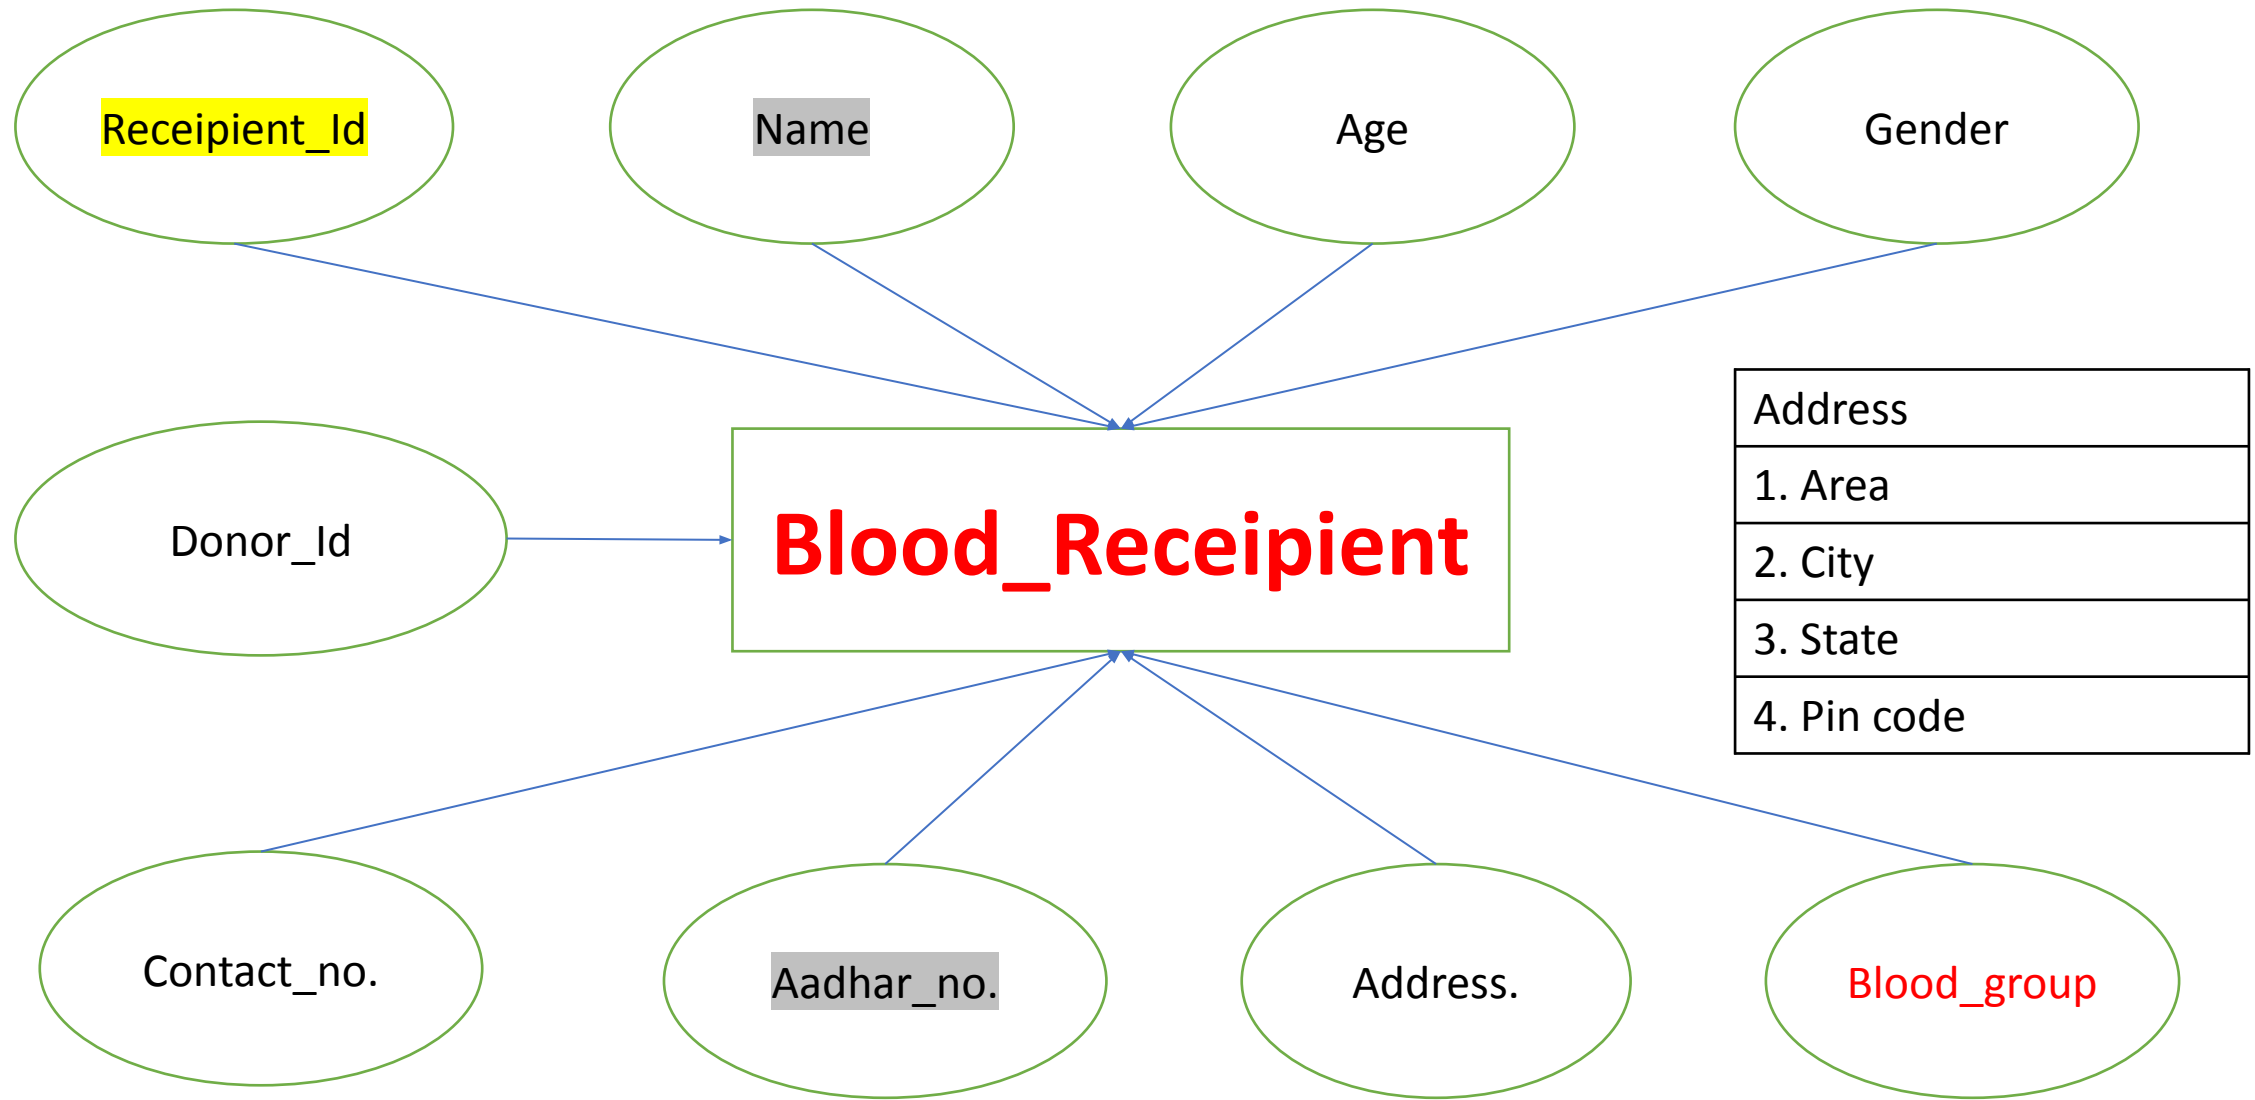 Receipient_Id
Name
Age
Gender
Donor_Id
Blood_Receipient
Address
1. Area
2. City
3. State
4. Pin code
Contact_no.
Aadhar_no.
Address.
Blood_group